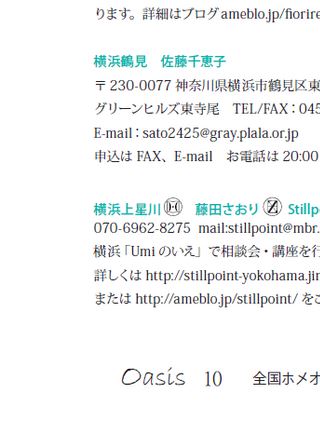 ります。詳細はブログ ameblo.jp/fiorire
横浜鶴見 佐藤千恵子
〒 230-0077 神奈川県横浜市鶴見区東
グリーンヒルズ東寺尾 TEL/FAX：045
E-mail：sato2425@gray.plala.or.jp
申込は FAX、E-mail お電話は 20:00
横浜上星川 H 藤田さおり Z Stillpo
070-6962-8275 mail:stillpoint@mbr.
横浜「Umi のいえ」で相談会・講座を行
詳しくは http://stillpoint-yokohama.jim
または http://ameblo.jp/stillpoint/ をご
Oasis 10 全国ホメオ